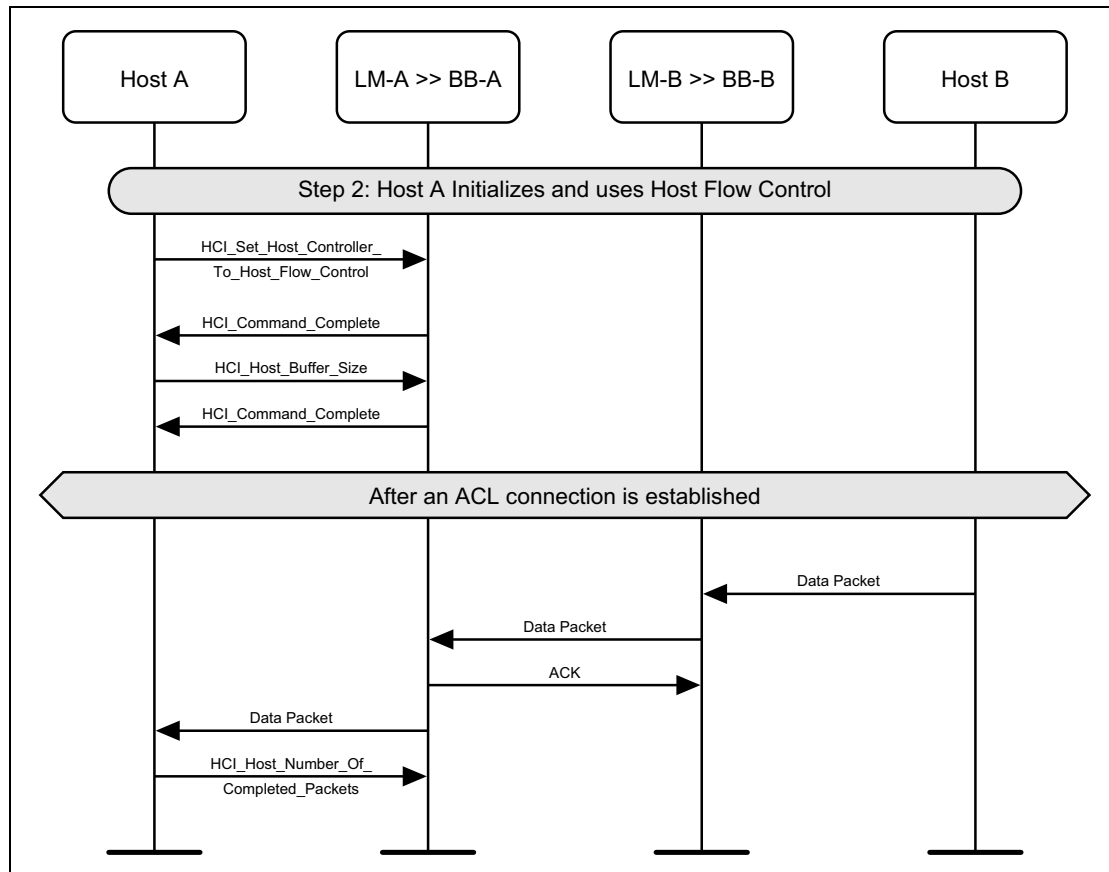 Host A
LM-A >> BB-A
LM-B >> BB-B
Host B
Step 2: Host A Initializes and uses Host Flow Control
HCI_Set_Host_Controller_
To_Host_Flow_Control
HCI_Command_Complete
HCI_Host_Buffer_Size
HCI_Command_Complete
After an ACL connection is established
Data Packet
Data Packet
ACK
Data Packet
HCI_Host_Number_Of_
Completed_Packets